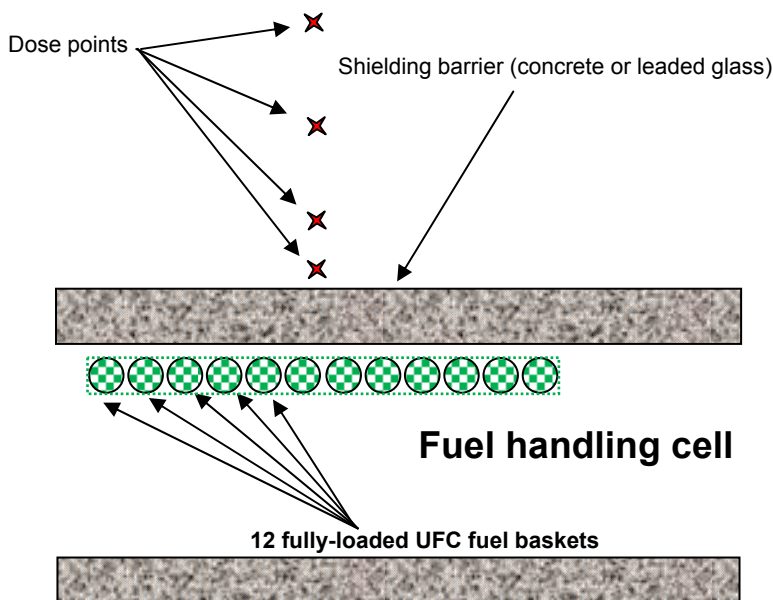 Dose points
Shielding barrier (concrete or leaded glass)
Fuel handling cell
12 fully-loaded UFC fuel baskets